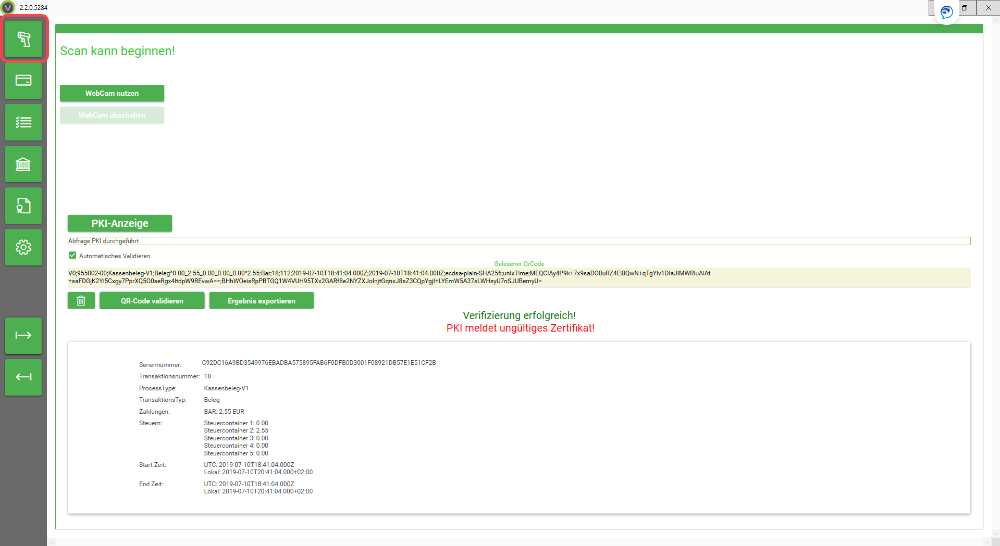 2.2.0.5284
Scan kann beginnen!
WebCam nutzen
WebCam abschalten
PKI-Anzeige
Abfrage PKI durchgeführt
Automatisches Validieren
Gelesener QrCode
V0;955002-00;Kassenbeleg-V1;Beleg^0.00_2.55_0.00_0.00_0.00^2.55:Bar;18;112;2019-07-10T18:41:04.000Z;2019-07-10T18:41:04.000Z;ecdsa-plain-SHA256;unixTime;MEQCIAy4P9k+7x9saDO0uRZ4El8QwN+qTgYiv1DIaJIMWRiuAiAt
+saFDGjK2Yi5Cxgy7PprXQ5O0seRgx4ltdpW9REvwA==;BHhWOeisRpPBTGQ1W4VUH95TXx2GARf8e2NYZXJoInjtGqnxJ8sZ3CQpYgjl+LYEmW5A37sLWHsyU7nSJUBemyU=
QR-Code validieren
Ergebnis exportieren
Verifizierung erfolgreich!
PKI meldet ungültiges Zertifikat!
Seriennummer: C92DC16A9BD3549976EBADBA575895FAB6F0DFB0D3001F08921DB57E1E51CF2B
Transaktionsnummer: 18
ProcessType: Kassenbeleg-V1
TransaktionsTyp: Beleg
Zahlungen: BAR: 2.55 EUR
Steuern: Steuercontainer 1: 0.00
Steuercontainer 2: 2.55
Steuercontainer 3: 0.00
Steuercontainer 4: 0.00
Steuercontainer 5: 0.00
Start Zeit: UTC: 2019-07-10T18:41:04.000Z
Lokal: 2019-07-10T20:41:04.000+02:00
End Zeit: UTC: 2019-07-10T18:41:04.000Z
Lokal: 2019-07-10T20:41:04.000+02:00